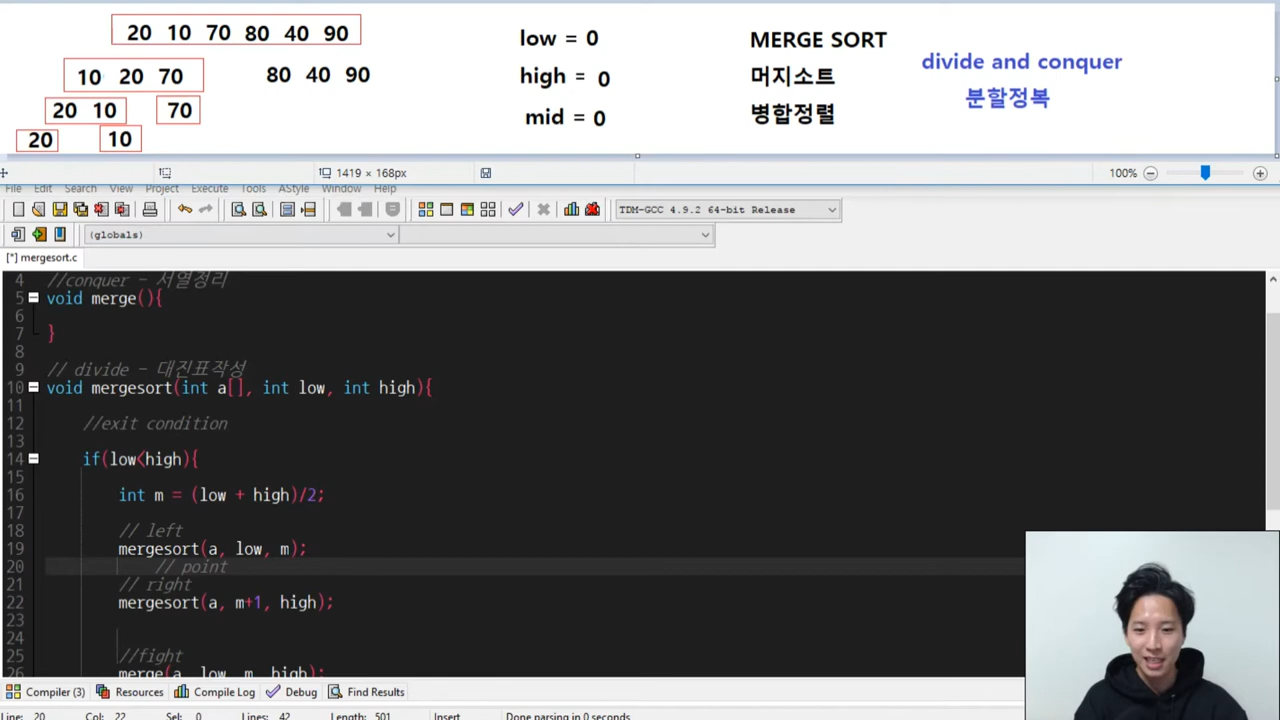 20 10 70 80 40 90
10 20 70
80 40 90
20 10
70
20
10
low = 0
high = 0
mid = 0
MERGE SORT
머지소트
병합정렬
divide and conquer
분할정복
1419 × 168px
100%
File Edit Search View Project Execute Tools AStyle Window Help
TDM-GCC 4.9.2 64-bit Release
(globals)
[*] mergesort.c
4 //conquer - 서열정리
5 void merge(){
6
7 }
8
9 // divide - 대진표작성
10 void mergesort(int a[], int low, int high){
11
12 //exit condition
13
14 if(low<high){
15
16 int m = (low + high)/2;
17
18 // left
19 mergesort(a, low, m);
20 // point
21 // right
22 mergesort(a, m+1, high);
23
24
25 //fight
26 merge(a, low, m, high);
Compiler (3) Resources Compile Log Debug Find Results
Line: 20 Col: 22 Sel: 0 Lines: 42 Length: 501 Insert Done parsing in 0 seconds